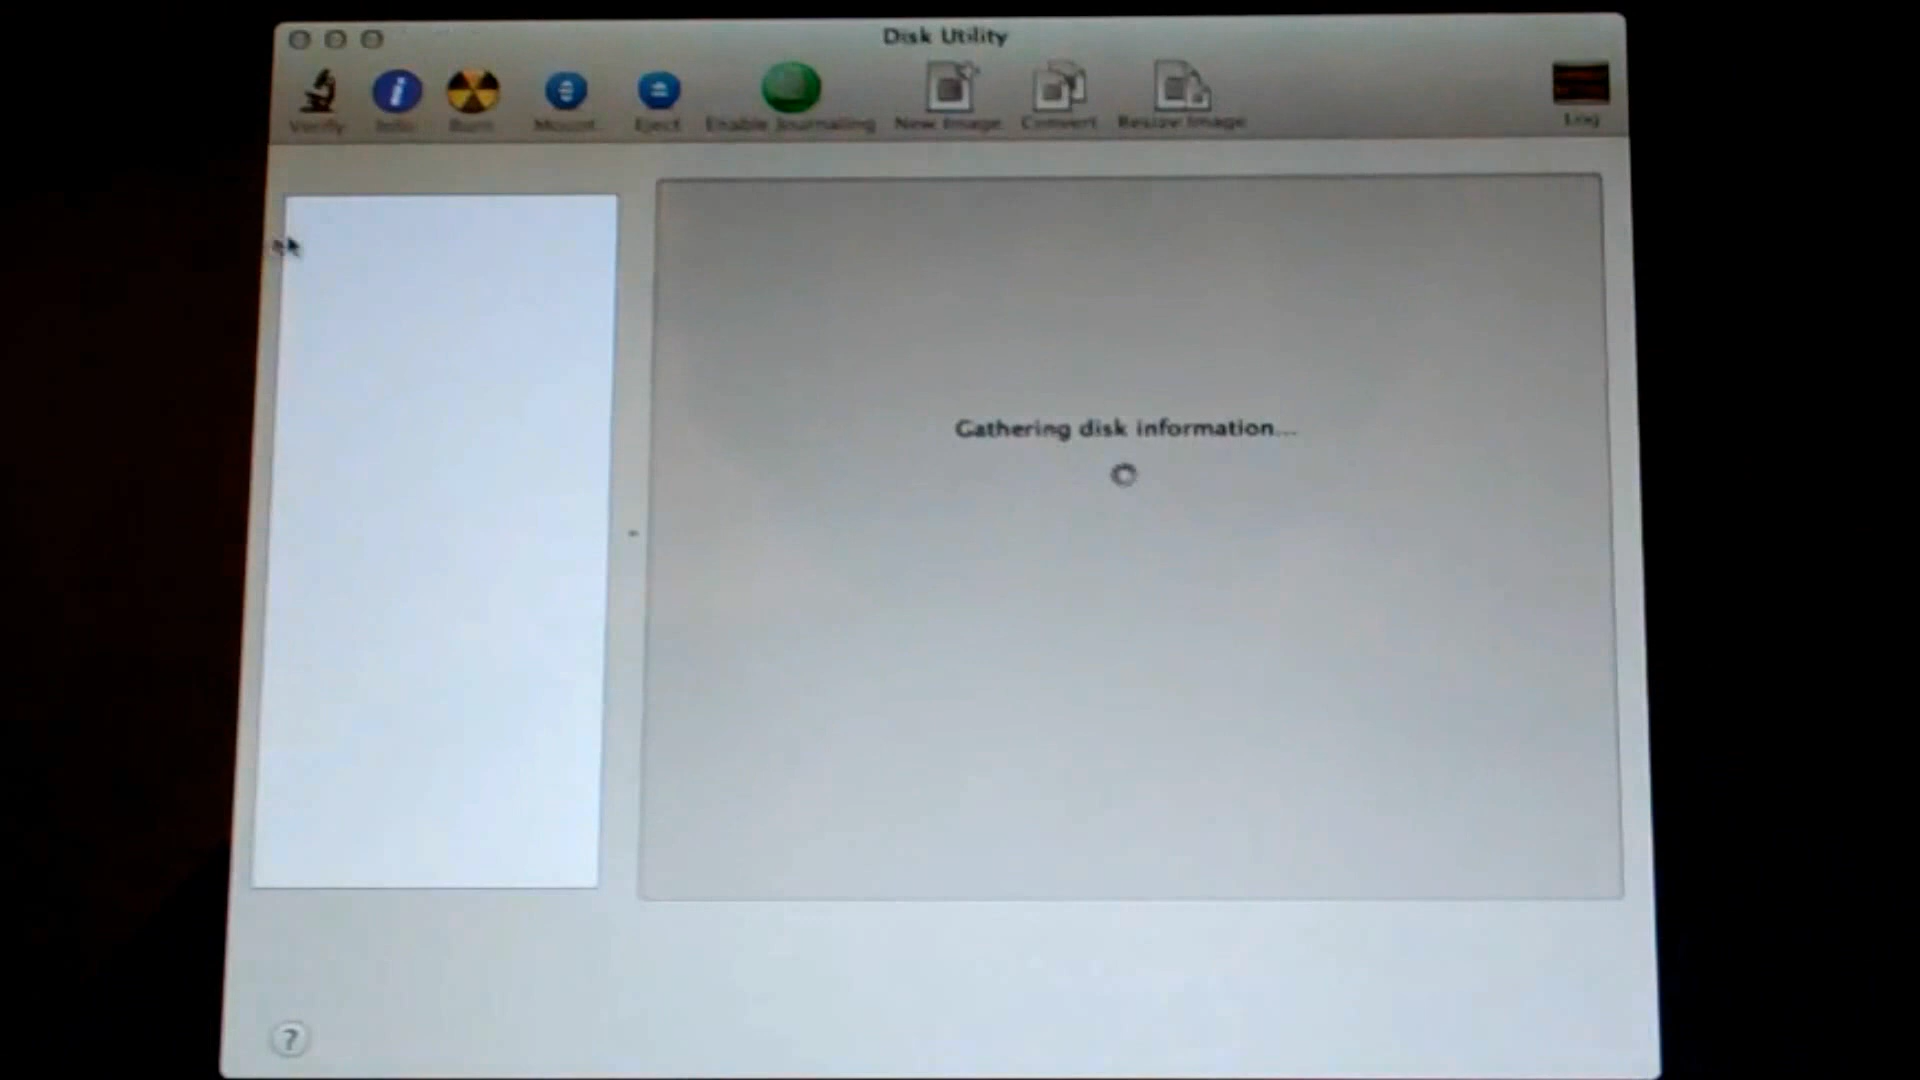 Disk Utility
Verify Info Burn Mount Eject Enable Journaling New Image Convert Resize Image Log
Gathering disk information...
?